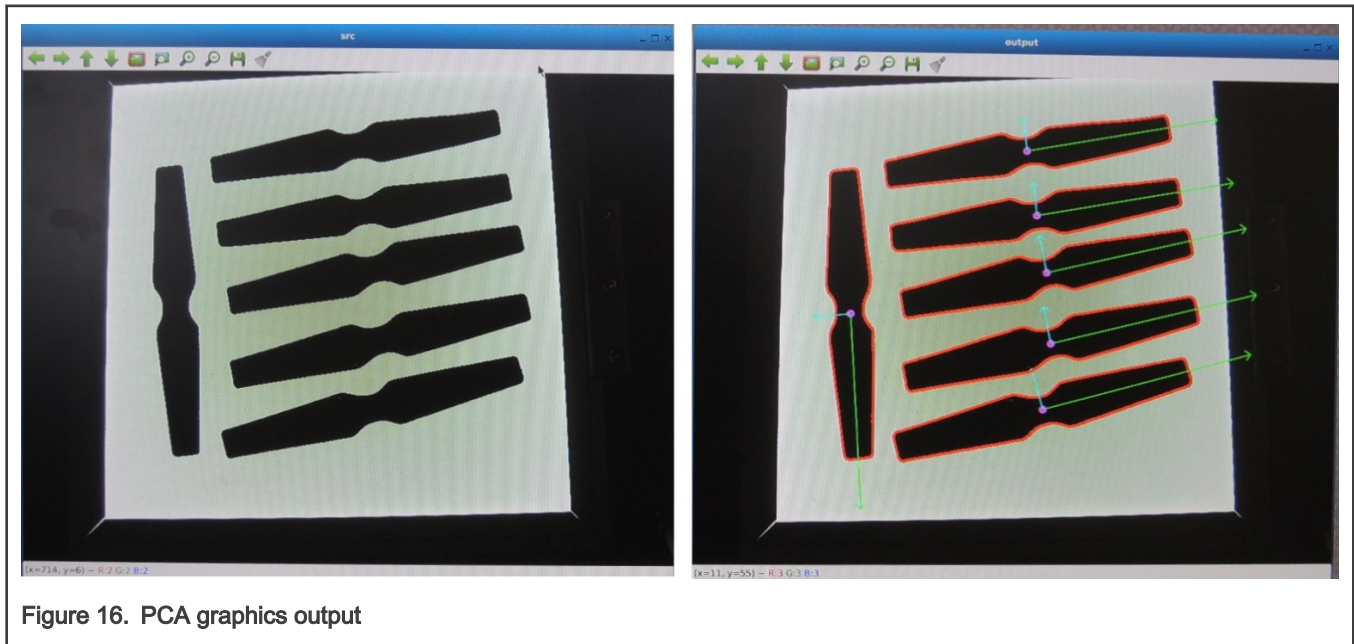 src
output
(x=714, y=6) ~ R:2 G:2 B:2
(x=11, y=55) ~ R:3 G:3 B:3
Figure 16. PCA graphics output